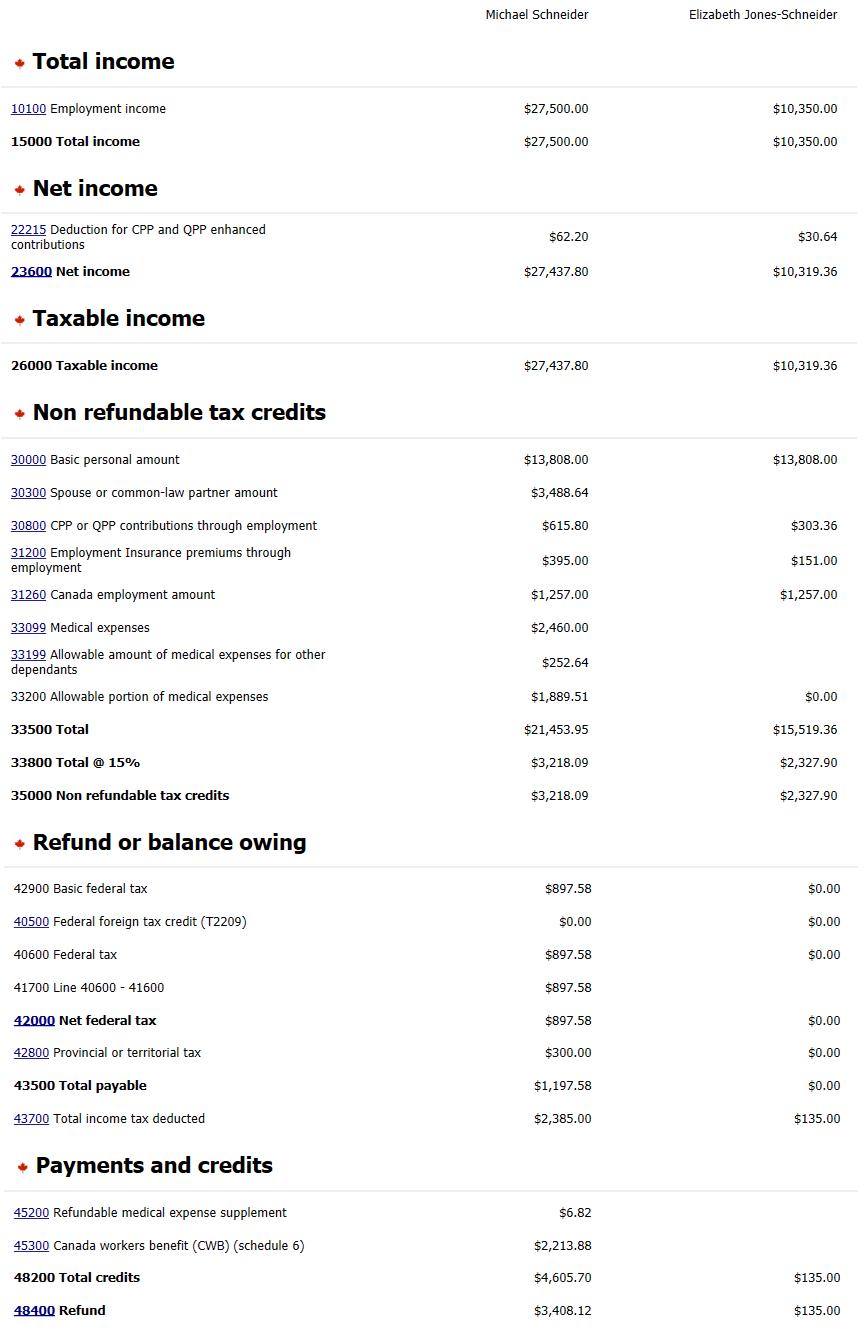 Michael Schneider Elizabeth Jones-Schneider
Total income
10100 Employment income $27,500.00 $10,350.00
15000 Total income $27,500.00 $10,350.00
Net income
22215 Deduction for CPP and QPP enhanced
contributions $62.20 $30.64
23600 Net income $27,437.80 $10,319.36
Taxable income
26000 Taxable income $27,437.80 $10,319.36
Non refundable tax credits
30000 Basic personal amount $13,808.00 $13,808.00
30300 Spouse or common-law partner amount $3,488.64
30800 CPP or QPP contributions through employment $615.80 $303.36
31200 Employment Insurance premiums through
employment $395.00 $151.00
31260 Canada employment amount $1,257.00 $1,257.00
33099 Medical expenses $2,460.00
33199 Allowable amount of medical expenses for other
dependants $252.64
33200 Allowable portion of medical expenses $1,889.51 $0.00
33500 Total $21,453.95 $15,519.36
33800 Total @ 15% $3,218.09 $2,327.90
35000 Non refundable tax credits $3,218.09 $2,327.90
Refund or balance owing
42900 Basic federal tax $897.58 $0.00
40500 Federal foreign tax credit (T2209) $0.00 $0.00
40600 Federal tax $897.58 $0.00
41700 Line 40600 - 41600 $897.58
42000 Net federal tax $897.58 $0.00
42800 Provincial or territorial tax $300.00 $0.00
43500 Total payable $1,197.58 $0.00
43700 Total income tax deducted $2,385.00 $135.00
Payments and credits
45200 Refundable medical expense supplement $6.82
45300 Canada workers benefit (CWB) (schedule 6) $2,213.88
48200 Total credits $4,605.70 $135.00
48400 Refund $3,408.12 $135.00